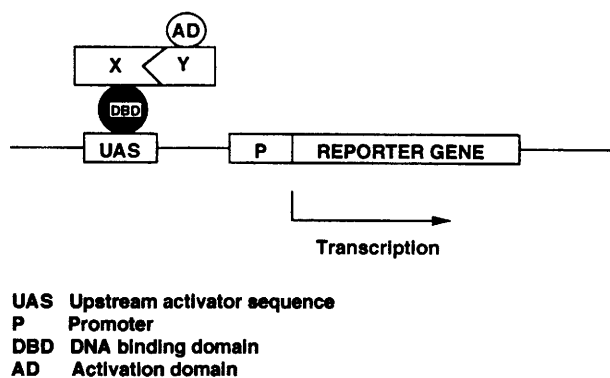 AD
X Y
DBD
UAS P REPORTER GENE
Transcription
UAS Upstream activator sequence
P Promoter
DBD DNA binding domain
AD Activation domain